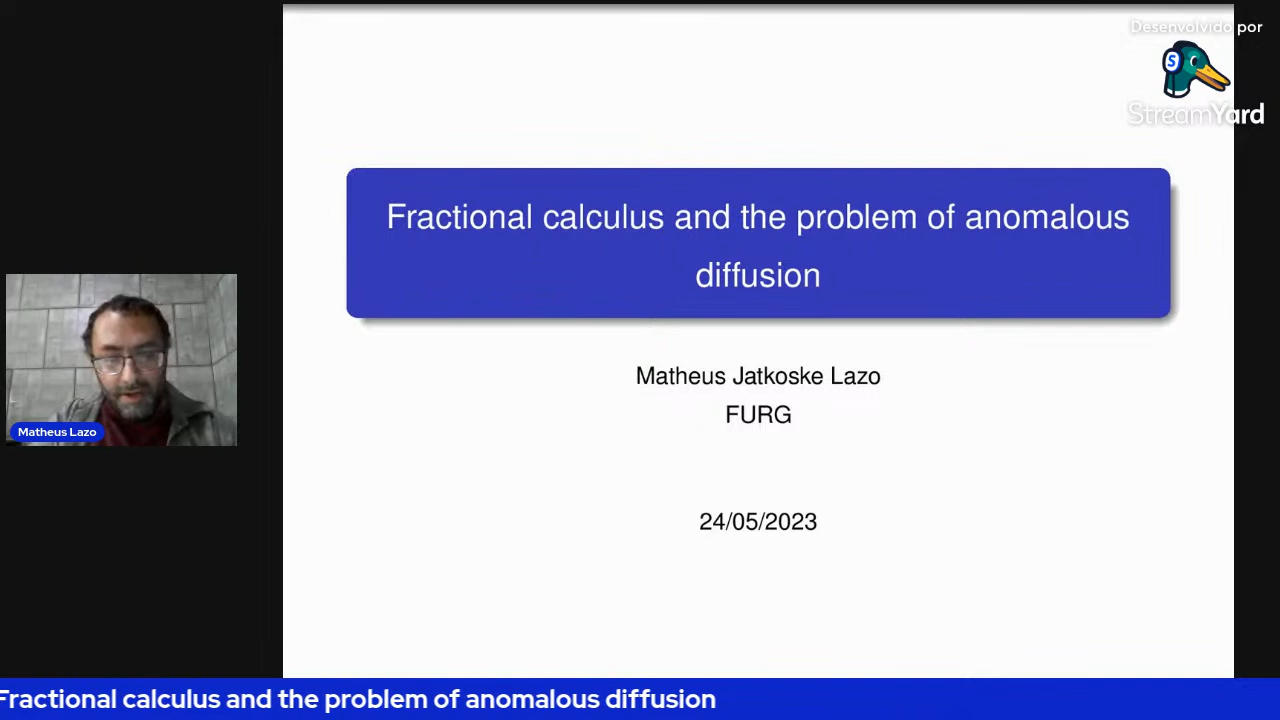 Desenvolvido por
S
StreamYard
Fractional calculus and the problem of anomalous
diffusion
Matheus Jatkoske Lazo
FURG
24/05/2023
Matheus Lazo
Fractional calculus and the problem of anomalous diffusion